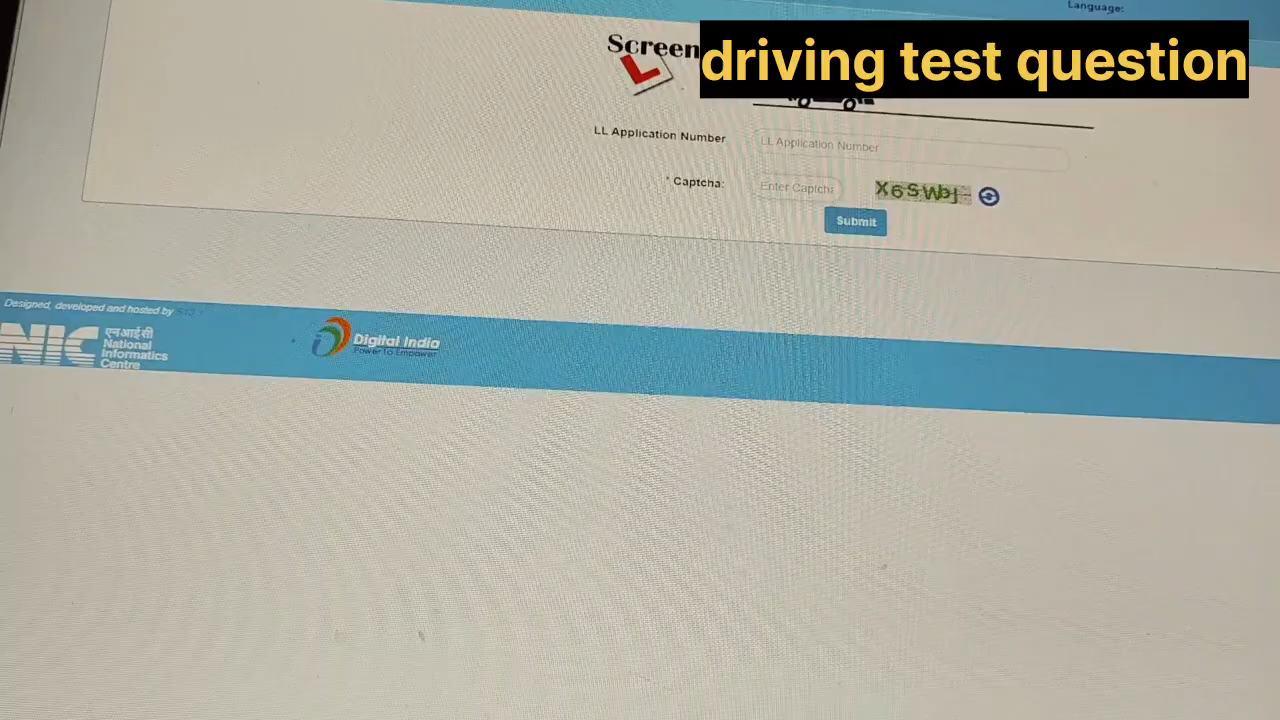 Language:
Screen
driving test question
LL Application Number
LL Application Number
* Captcha:
Enter Captcha
X6SWbJ
Submit
Designed, developed and hosted by
NIC
एनआईसी
National
Informatics
Centre
Digital India
Power To Empower